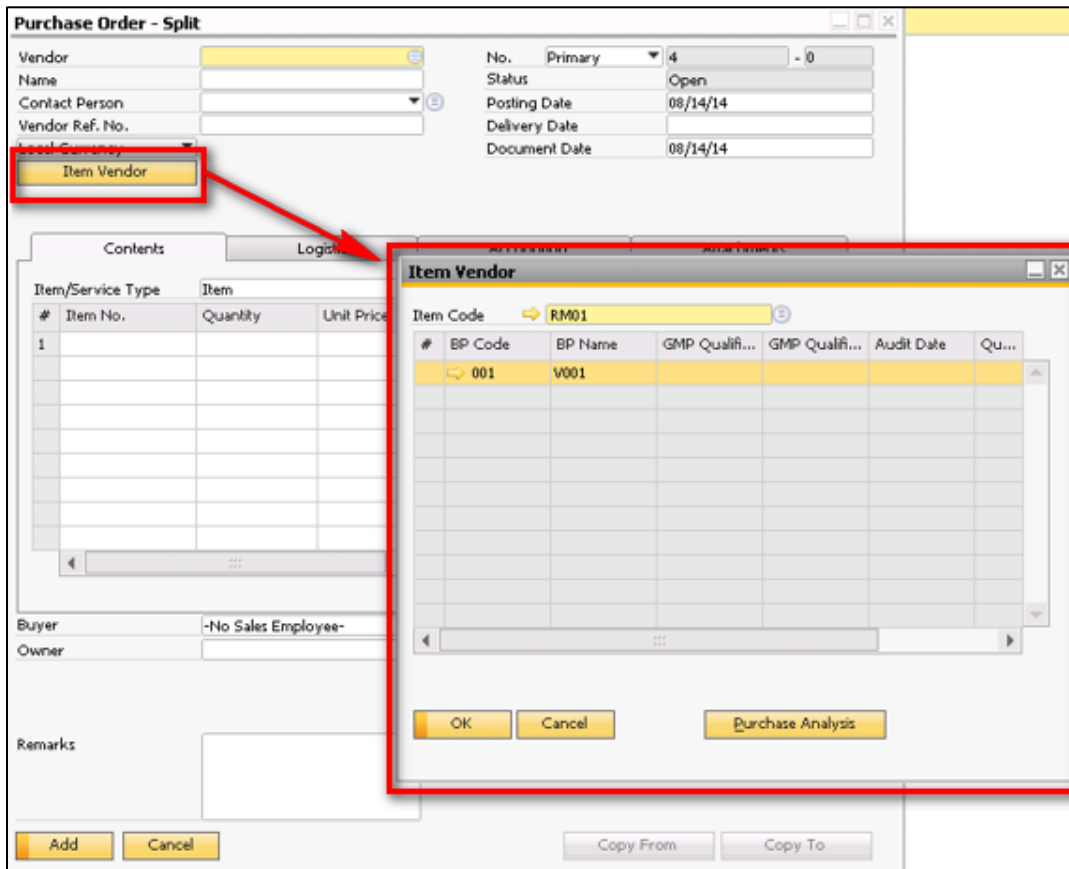 Purchase Order - Split
Vendor
No. Primary 4 - 0
Name
Status Open
Contact Person
Posting Date 08/14/14
Vendor Ref. No.
Delivery Date
Local Currency
Document Date 08/14/14
Item Vendor
Contents
Item/Service Type Item
# Item No. Quantity Unit Price
1
Item Vendor
Item Code RM01
# BP Code BP Name GMP Qualifi... GMP Qualifi... Audit Date Qu...
001 V001
OK Cancel Purchase Analysis
Buyer -No Sales Employee-
Owner
Remarks
Add Cancel Copy From Copy To